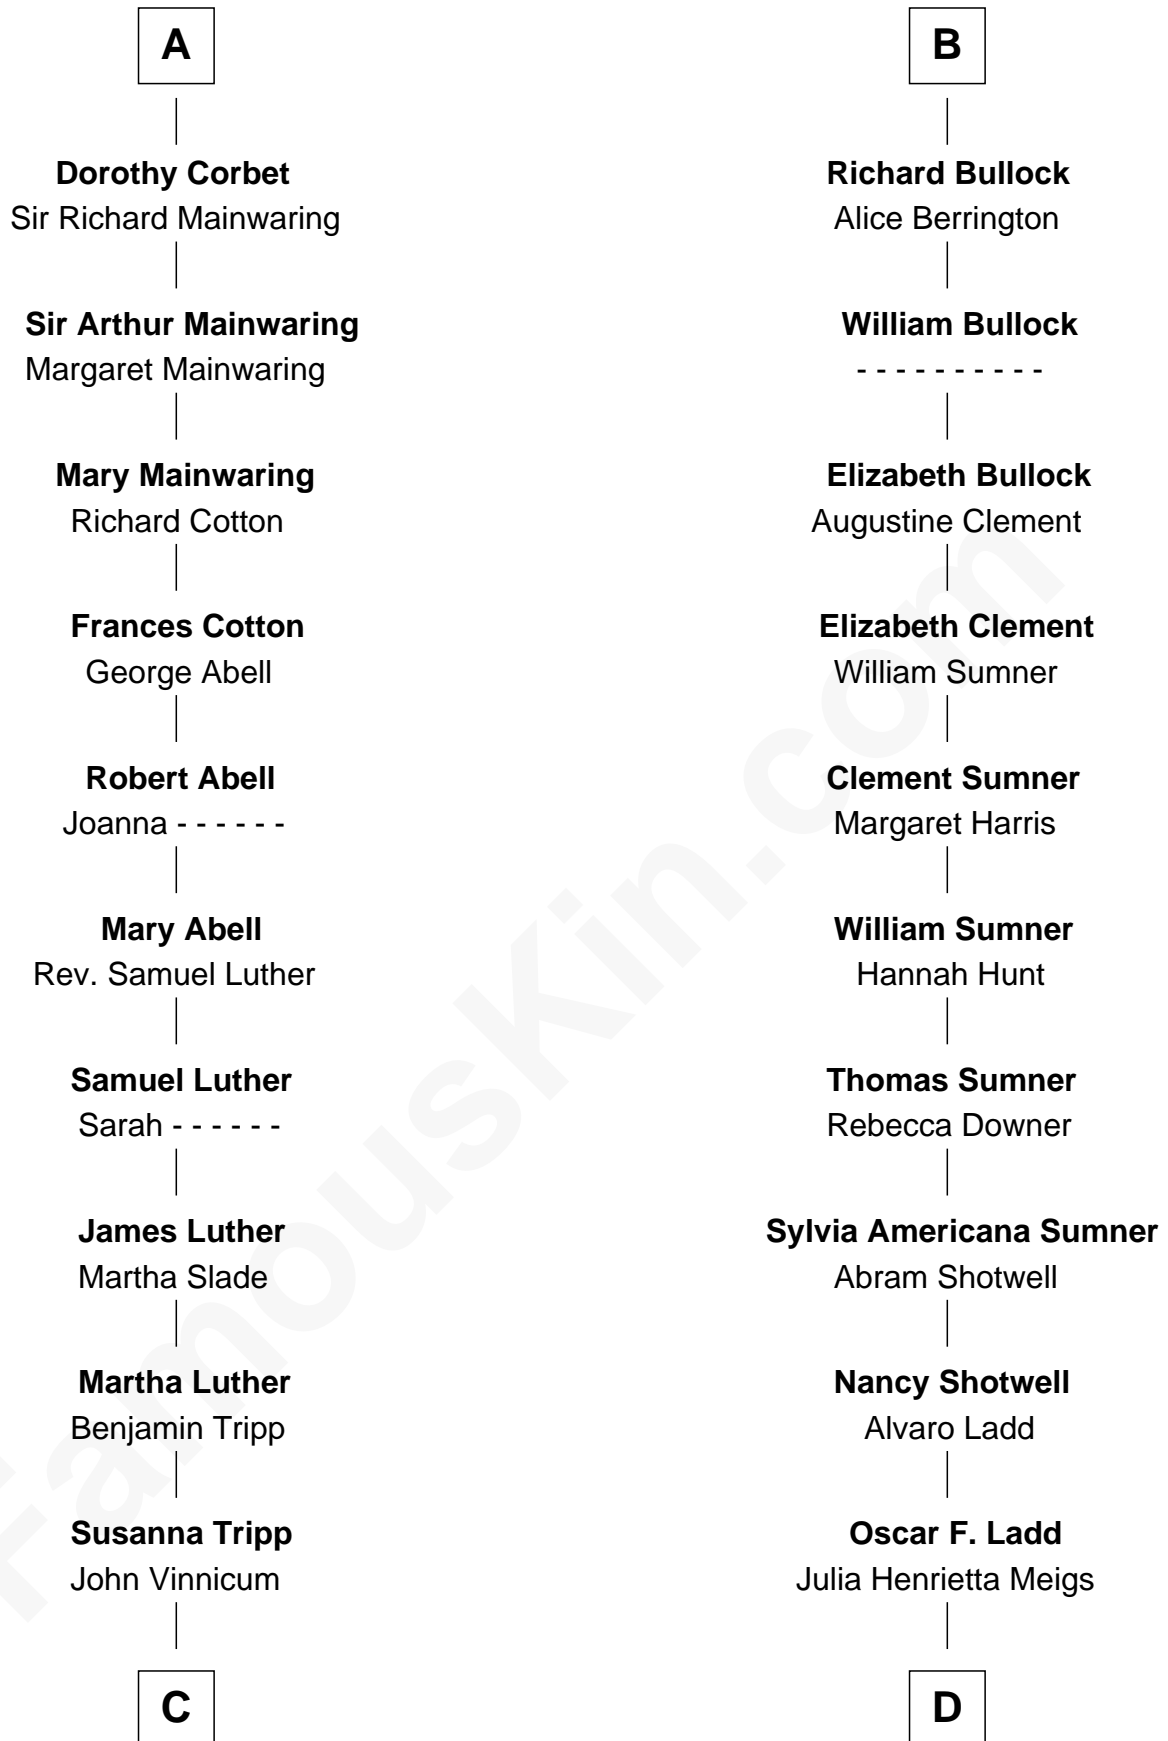 A
Dorothy Corbet
Sir Richard Mainwaring
Sir Arthur Mainwaring
Margaret Mainwaring
Mary Mainwaring
Richard Cotton
Frances Cotton
George Abell
Robert Abell
Joanna - - - - - -
Mary Abell
Rev. Samuel Luther
Samuel Luther
Sarah - - - - - -
James Luther
Martha Slade
Martha Luther
Benjamin Tripp
Susanna Tripp
John Vinnicum
C
B
Richard Bullock
Alice Berrington
William Bullock
- - - - - - - - - -
Elizabeth Bullock
Augustine Clement
Elizabeth Clement
William Sumner
Clement Sumner
Margaret Harris
William Sumner
Hannah Hunt
Thomas Sumner
Rebecca Downer
Sylvia Americana Sumner
Abram Shotwell
Nancy Shotwell
Alvaro Ladd
Oscar F. Ladd
Julia Henrietta Meigs
D
FamousKin.com